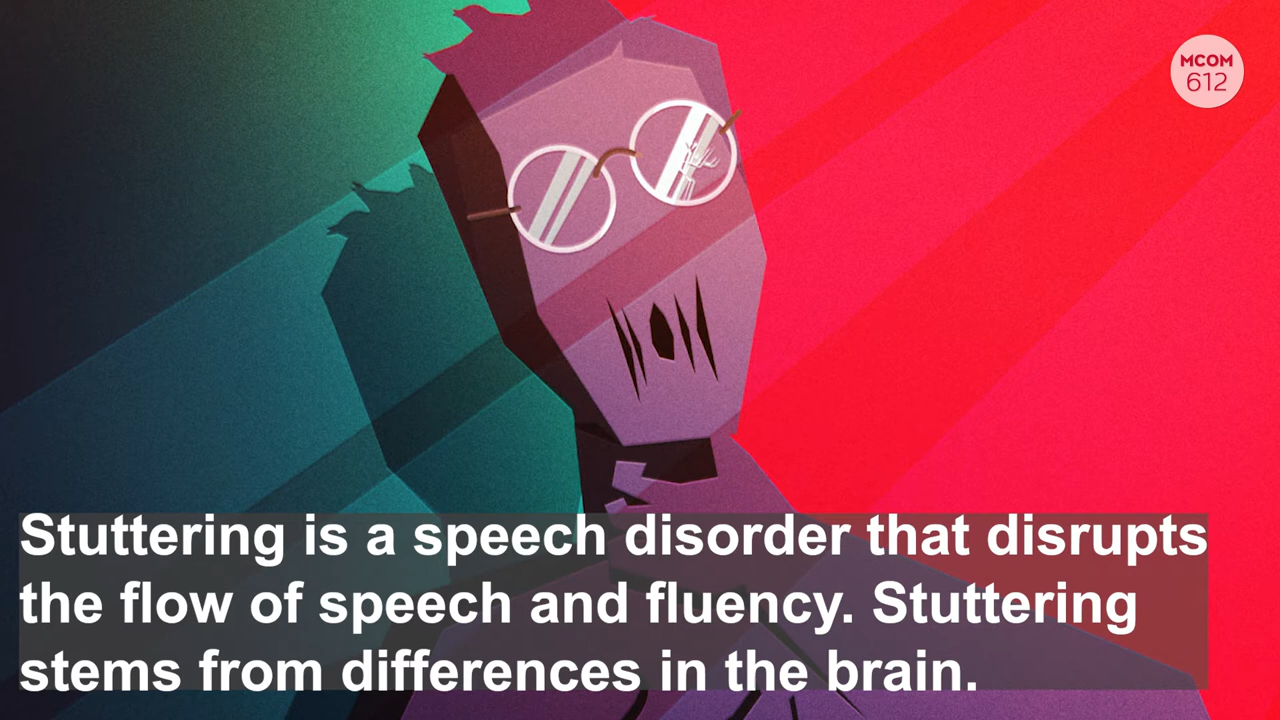 MCOM
612
Stuttering is a speech disorder that disrupts
the flow of speech and fluency. Stuttering
stems from differences in the brain.